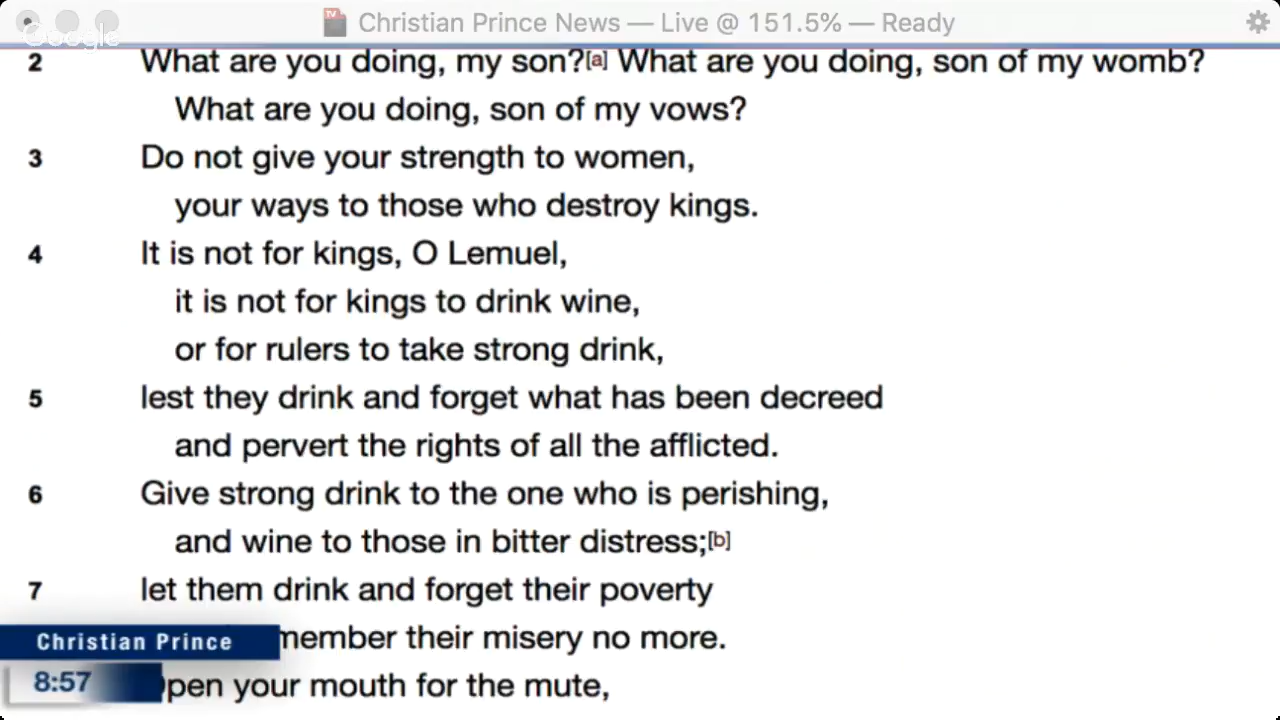 Christian Prince News — Live @ 151.5% — Ready
Google
2 What are you doing, my son?[a] What are you doing, son of my womb?
What are you doing, son of my vows?
3 Do not give your strength to women,
your ways to those who destroy kings.
4 It is not for kings, O Lemuel,
it is not for kings to drink wine,
or for rulers to take strong drink,
5 lest they drink and forget what has been decreed
and pervert the rights of all the afflicted.
6 Give strong drink to the one who is perishing,
and wine to those in bitter distress;[b]
7 let them drink and forget their poverty
member their misery no more.
pen your mouth for the mute,
Christian Prince
8:57